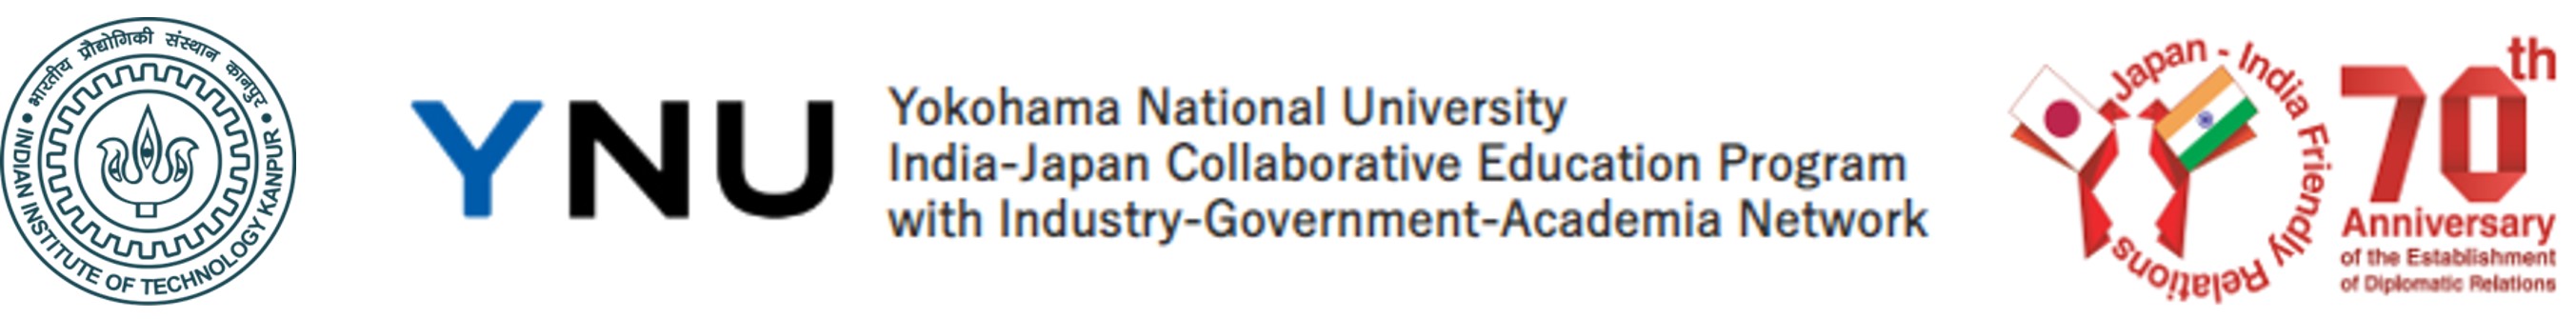 भारतीय प्रौद्योगिकी संस्थान कानपुर
INDIAN INSTITUTE OF TECHNOLOGY KANPUR
YNU
Yokohama National University
India-Japan Collaborative Education Program
with Industry-Government-Academia Network
Japan - India Friendly Relations
70th
Anniversary
of the Establishment
of Diplomatic Relations